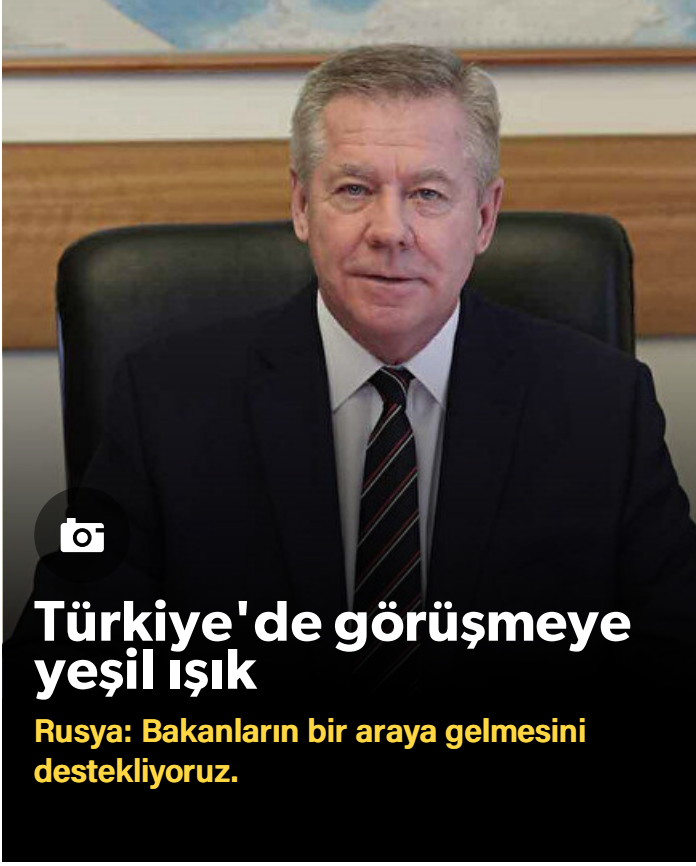 Türkiye'de görüşmeye
yeşil ışık
Rusya: Bakanların bir araya gelmesini
destekliyoruz.